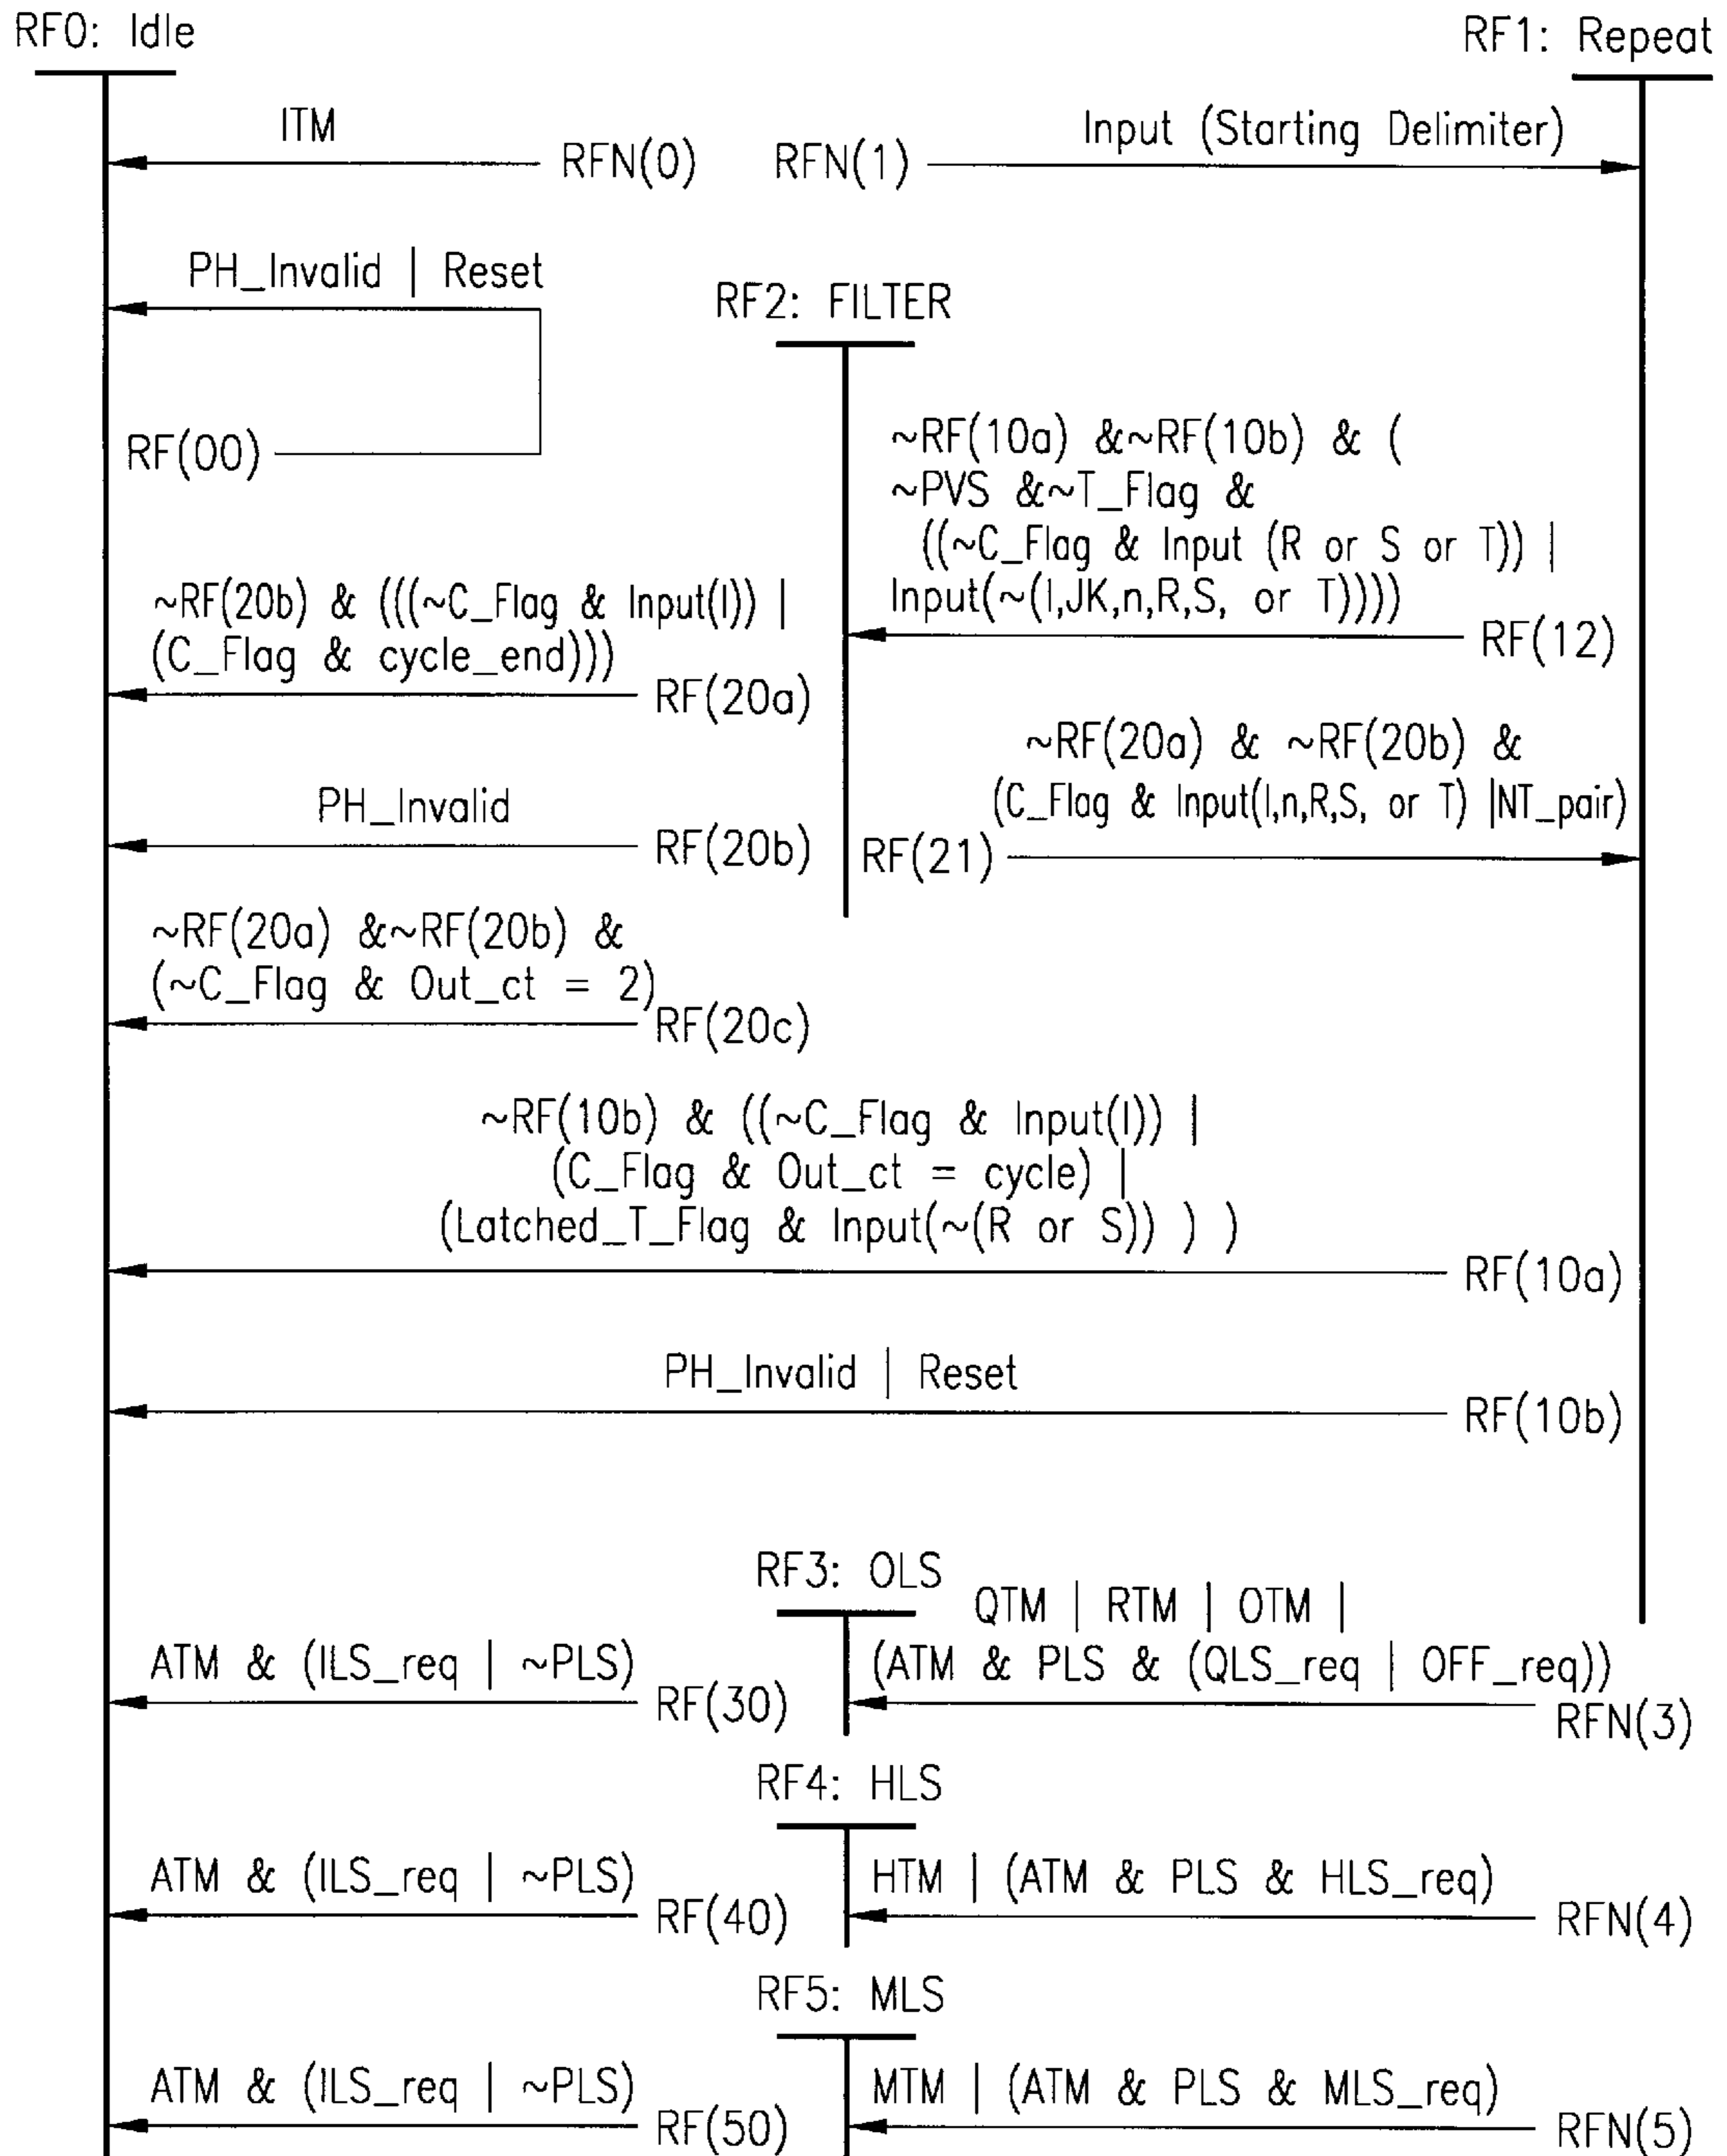 RF0: Idle
RF1: Repeat
ITM
RFN(0)
RFN(1)
Input (Starting Delimiter)
PH_Invalid | Reset
RF(00)
RF2: FILTER
~RF(10a) &~RF(10b) & (
~PVS &~T_Flag &
((~C_Flag & Input (R or S or T)) |
Input(~(I,JK,n,R,S, or T))))
RF(12)
~RF(20b) & (((~C_Flag & Input(I)) |
(C_Flag & cycle_end)))
RF(20a)
~RF(20a) & ~RF(20b) &
(C_Flag & Input(I,n,R,S, or T) |NT_pair)
RF(21)
PH_Invalid
RF(20b)
~RF(20a) &~RF(20b) &
(~C_Flag & Out_ct = 2)
RF(20c)
~RF(10b) & ((~C_Flag & Input(I)) |
(C_Flag & Out_ct = cycle) |
(Latched_T_Flag & Input(~(R or S)) ) )
RF(10a)
PH_Invalid | Reset
RF(10b)
RF3: OLS
QTM | RTM | OTM |
(ATM & PLS & (QLS_req | OFF_req))
RFN(3)
ATM & (ILS_req | ~PLS)
RF(30)
RF4: HLS
ATM & (ILS_req | ~PLS)
RF(40)
HTM | (ATM & PLS & HLS_req)
RFN(4)
RF5: MLS
ATM & (ILS_req | ~PLS)
RF(50)
MTM | (ATM & PLS & MLS_req)
RFN(5)